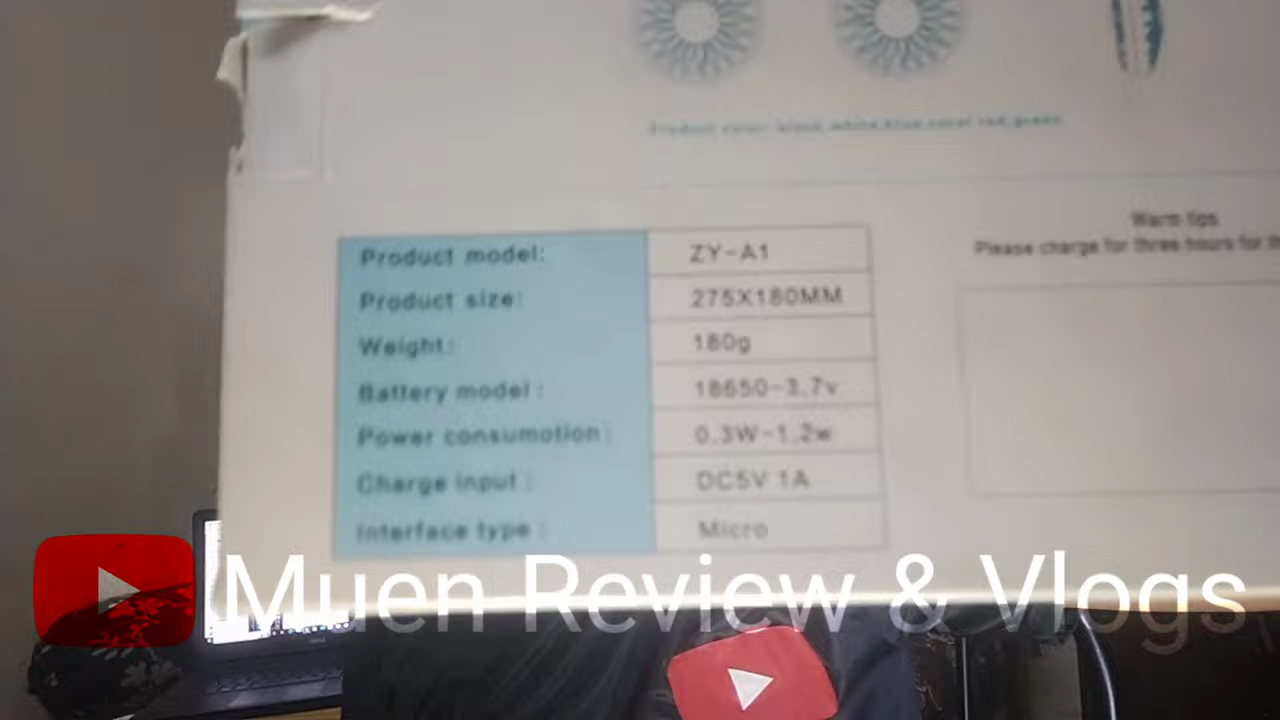 Product color: black, white, blue, coral red, green
Product model: ZY-A1
Product size: 275X180MM
Weight: 180g
Battery model : 18650-3.7v
Power consumotion : 0.3W-1.2w
Charge input : DC5V 1A
Interface type : Micro
Warm tips
Please charge for three hours for
Muen Review & Vlogs